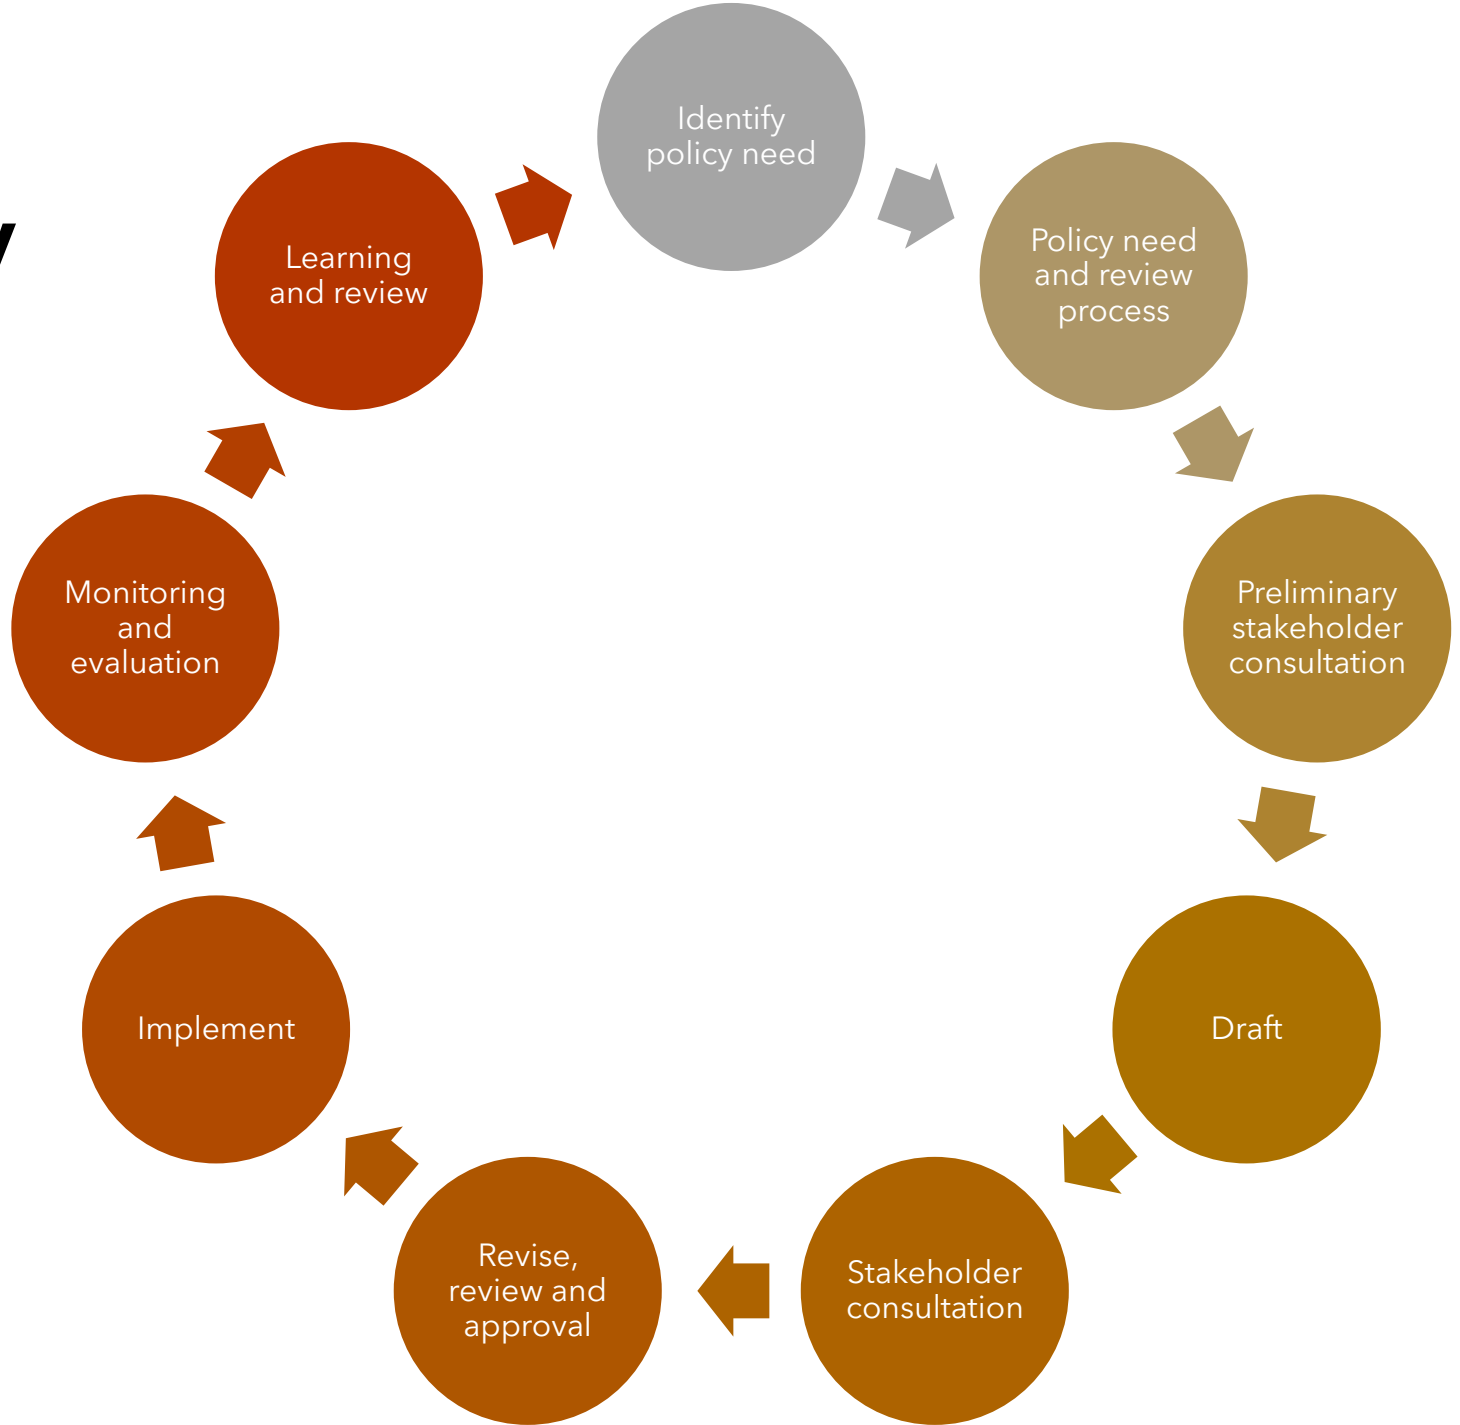 Identify
policy need
Policy need
and review
process
Preliminary
stakeholder
consultation
Draft
Stakeholder
consultation
Revise,
review and
approval
Implement
Monitoring
and
evaluation
Learning
and review